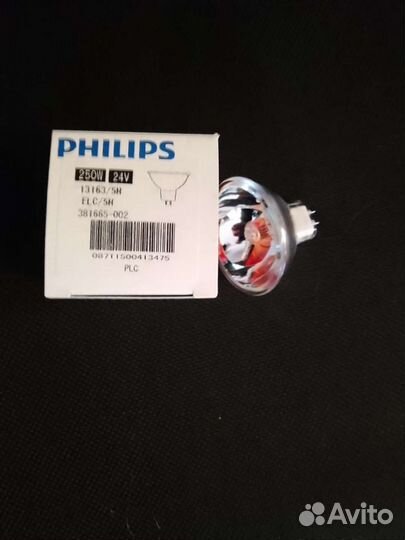 PHILIPS
250W 24V
13163/5H
ELC/5H
381665-002
08711500413475
PLC
Avito